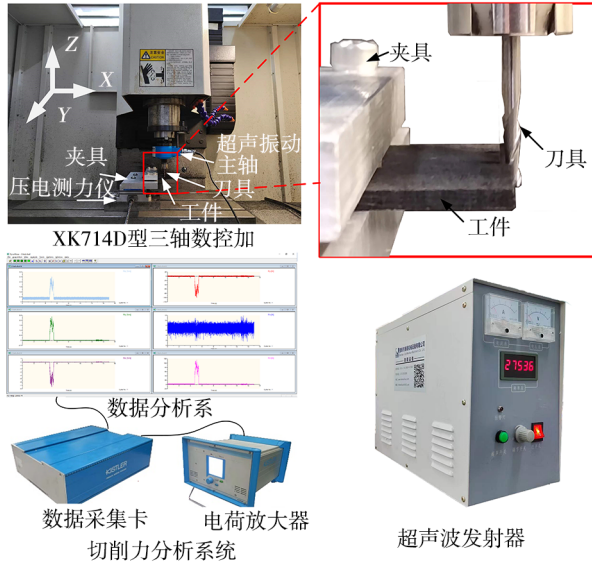 Z
X
Y
超声振动
主轴
夹具
刀具
压电测力仪
工件
XK714D型三轴数控加
夹具
刀具
工件
数据分析系
KISTLER
数据采集卡
电荷放大器
切削力分析系统
27536
超声波发射器